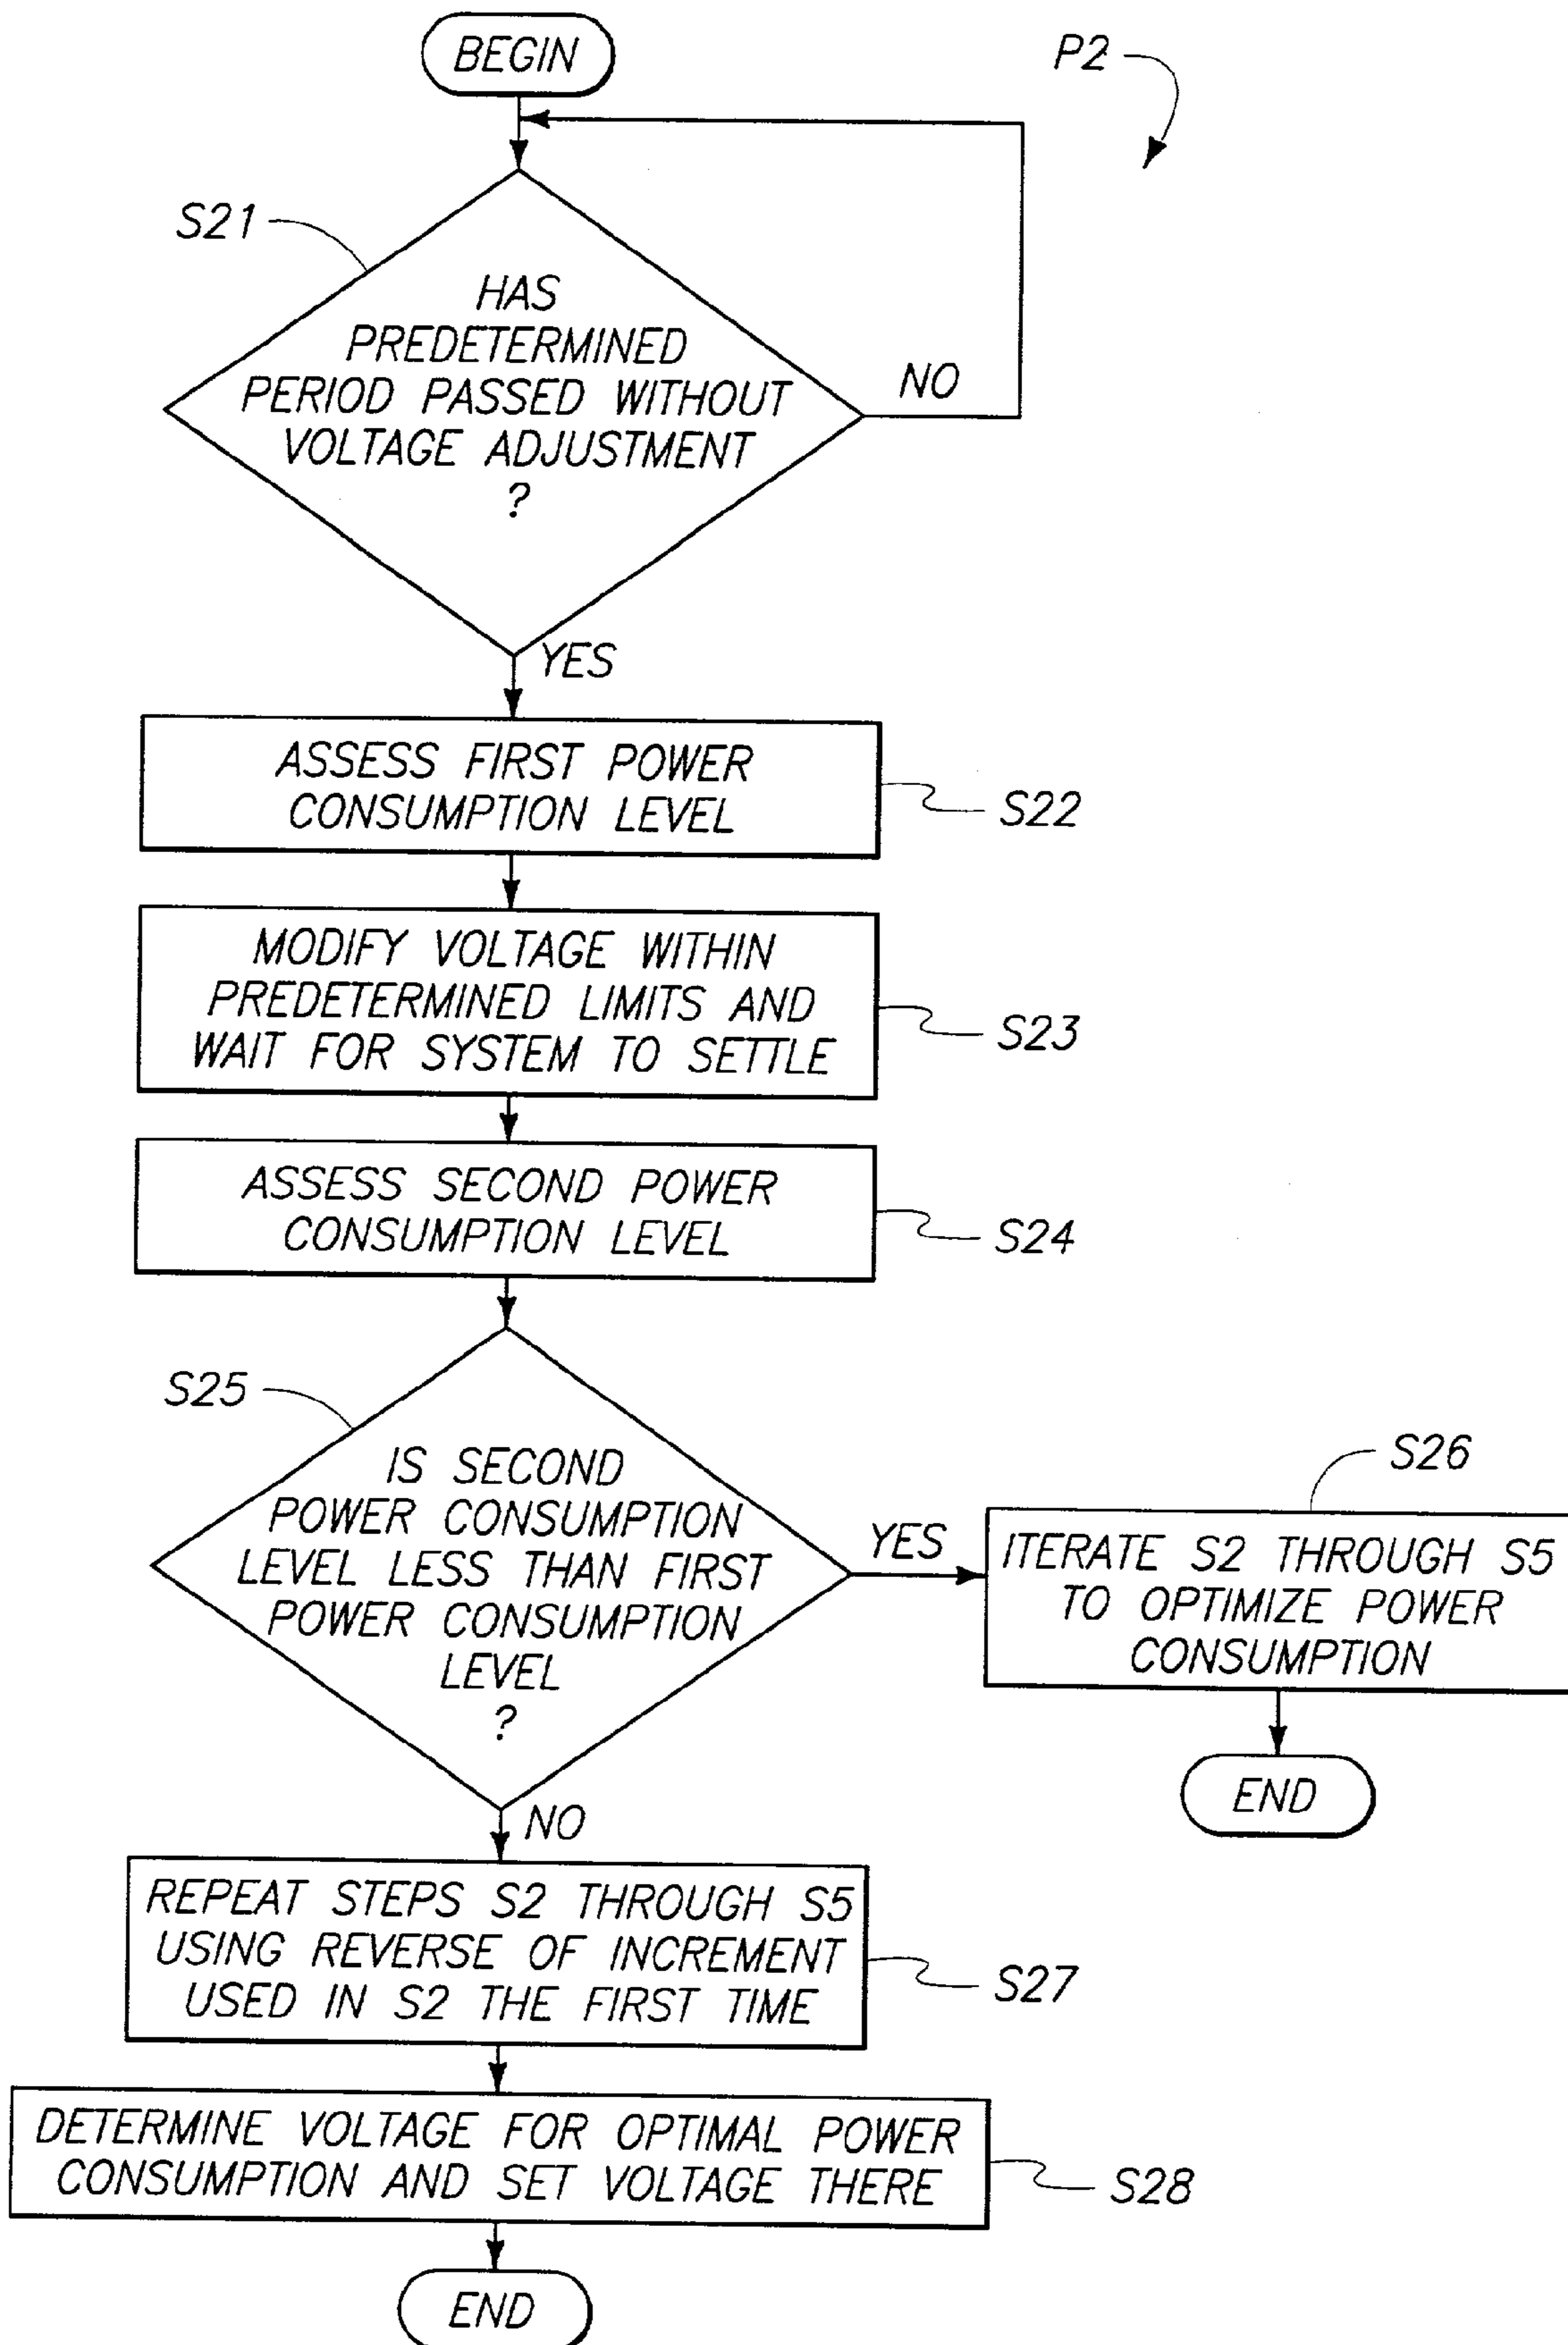 BEGIN
P2
S21
HAS
PREDETERMINED
PERIOD PASSED WITHOUT
VOLTAGE ADJUSTMENT
?
NO
YES
ASSESS FIRST POWER
CONSUMPTION LEVEL
S22
MODIFY VOLTAGE WITHIN
PREDETERMINED LIMITS AND
WAIT FOR SYSTEM TO SETTLE
S23
ASSESS SECOND POWER
CONSUMPTION LEVEL
S24
S25
IS SECOND
POWER CONSUMPTION
LEVEL LESS THAN FIRST
POWER CONSUMPTION
LEVEL
?
YES
S26
ITERATE S2 THROUGH S5
TO OPTIMIZE POWER
CONSUMPTION
END
NO
REPEAT STEPS S2 THROUGH S5
USING REVERSE OF INCREMENT
USED IN S2 THE FIRST TIME
S27
DETERMINE VOLTAGE FOR OPTIMAL POWER
CONSUMPTION AND SET VOLTAGE THERE
S28
END